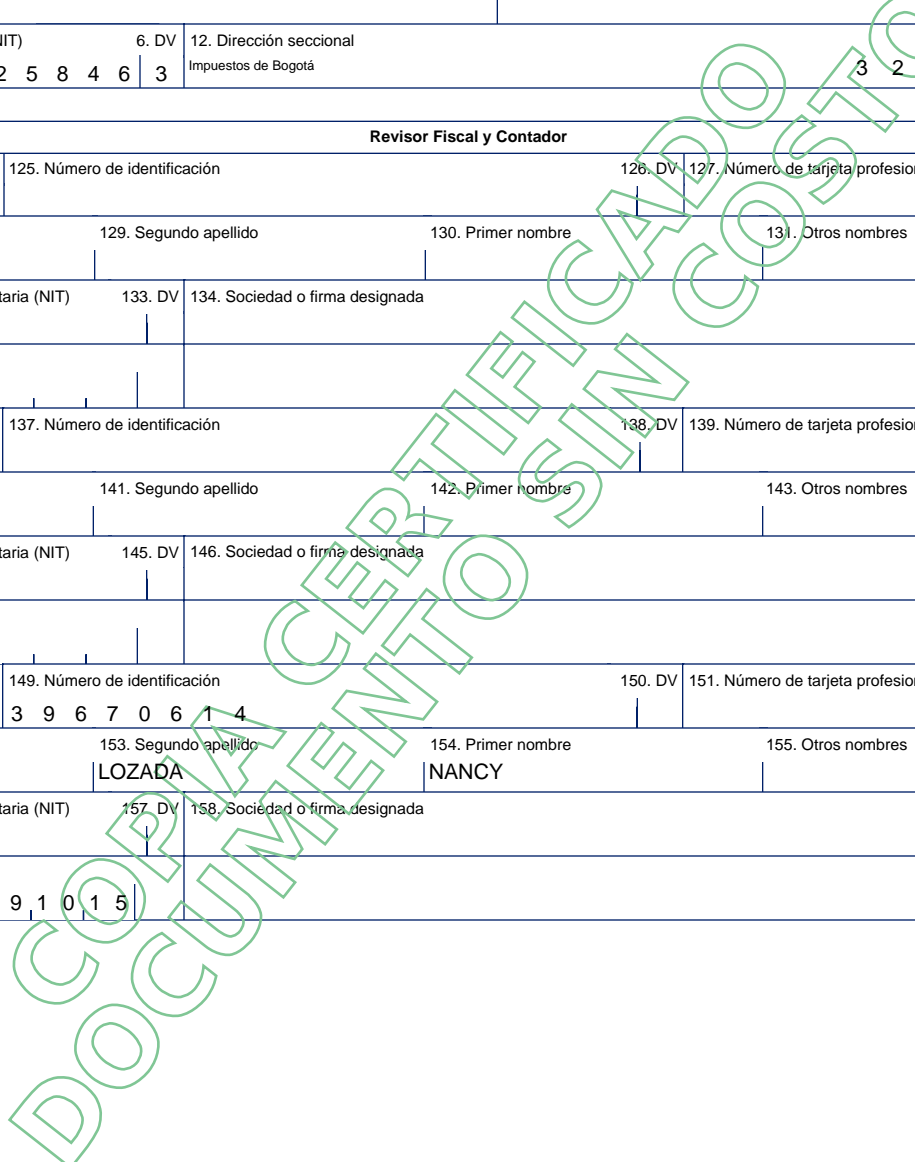 NIT) 6. DV 12. Dirección seccional
2 5 8 4 6 3 Impuestos de Bogotá 3 2
Revisor Fiscal y Contador
125. Número de identificación 126. DV 127. Número de tarjeta profesion
129. Segundo apellido 130. Primer nombre 131. Otros nombres
taria (NIT) 133. DV 134. Sociedad o firma designada
137. Número de identificación 138. DV 139. Número de tarjeta profesion
141. Segundo apellido 142. Primer nombre 143. Otros nombres
taria (NIT) 145. DV 146. Sociedad o firma designada
149. Número de identificación 150. DV 151. Número de tarjeta profesion
3 9 6 7 0 6 1 4
153. Segundo apellido 154. Primer nombre 155. Otros nombres
LOZADA NANCY
taria (NIT) 157. DV 158. Sociedad o firma designada
9 1 0 1 5
COPIA CERTIFICADO
DOCUMENTO SIN COSTO